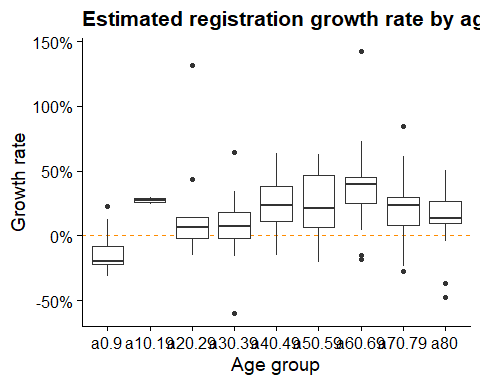 Estimated registration growth rate by ag
150%
100%
50%
0%
-50%
Growth rate
a0.9 a10.19 a20.29 a30.39 a40.49 a50.59 a60.69 a70.79 a80
Age group